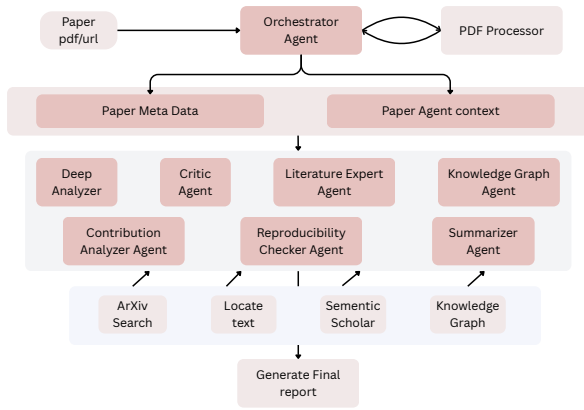 Paper
pdf/url
Orchestrator
Agent
PDF Processor
Paper Meta Data
Paper Agent context
Deep
Analyzer
Critic
Agent
Literature Expert
Agent
Knowledge Graph
Agent
Contribution
Analyzer Agent
Reproducibility
Checker Agent
Summarizer
Agent
ArXiv
Search
Locate
text
Sementic
Scholar
Knowledge
Graph
Generate Final
report